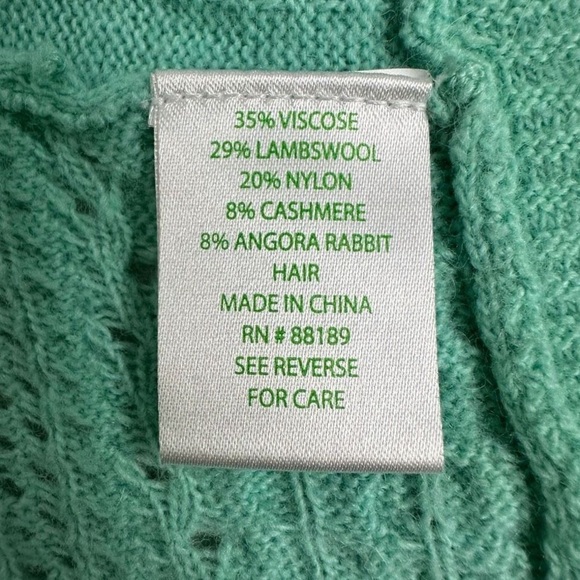 35% VISCOSE
29% LAMBSWOOL
20% NYLON
8% CASHMERE
8% ANGORA RABBIT
HAIR
MADE IN CHINA
RN # 88189
SEE REVERSE
FOR CARE